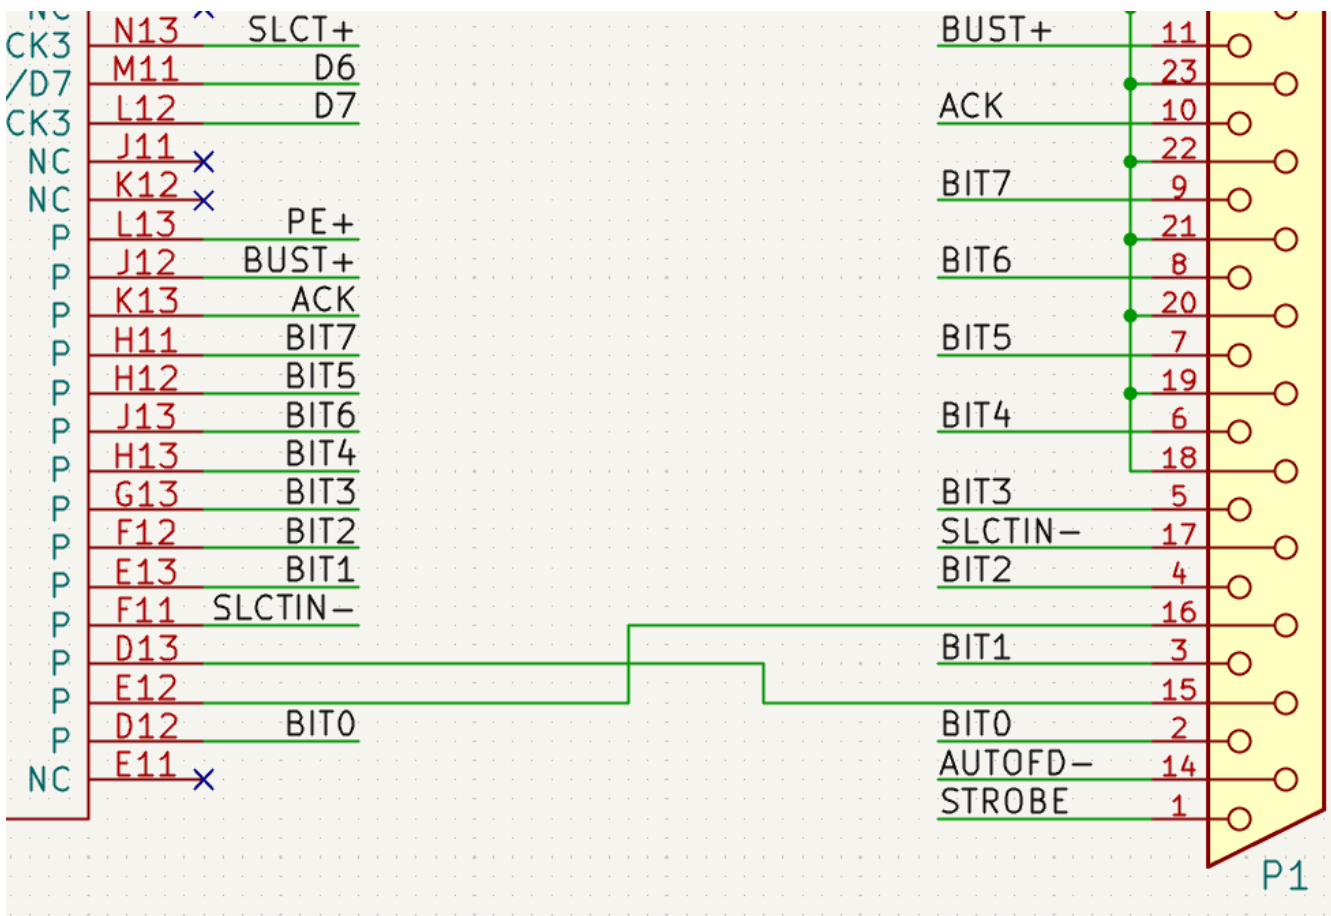 NC
N13 SLCT+ BUST+ 11
CK3
M11 D6 23
/D7
L12 D7 ACK 10
CK3
J11 22
NC
K12 BIT7 9
NC
L13 PE+ 21
P
J12 BUST+ BIT6 8
P
K13 ACK 20
P
H11 BIT7 BIT5 7
P
H12 BIT5 19
P
J13 BIT6 BIT4 6
P
H13 BIT4 18
P
G13 BIT3 BIT3 5
P
F12 BIT2 SLCTIN- 17
P
E13 BIT1 BIT2 4
P
F11 SLCTIN- 16
P
D13 BIT1 3
P
E12 15
P
D12 BIT0 BIT0 2
P
E11 AUTOFD- 14
NC
STROBE 1
P1